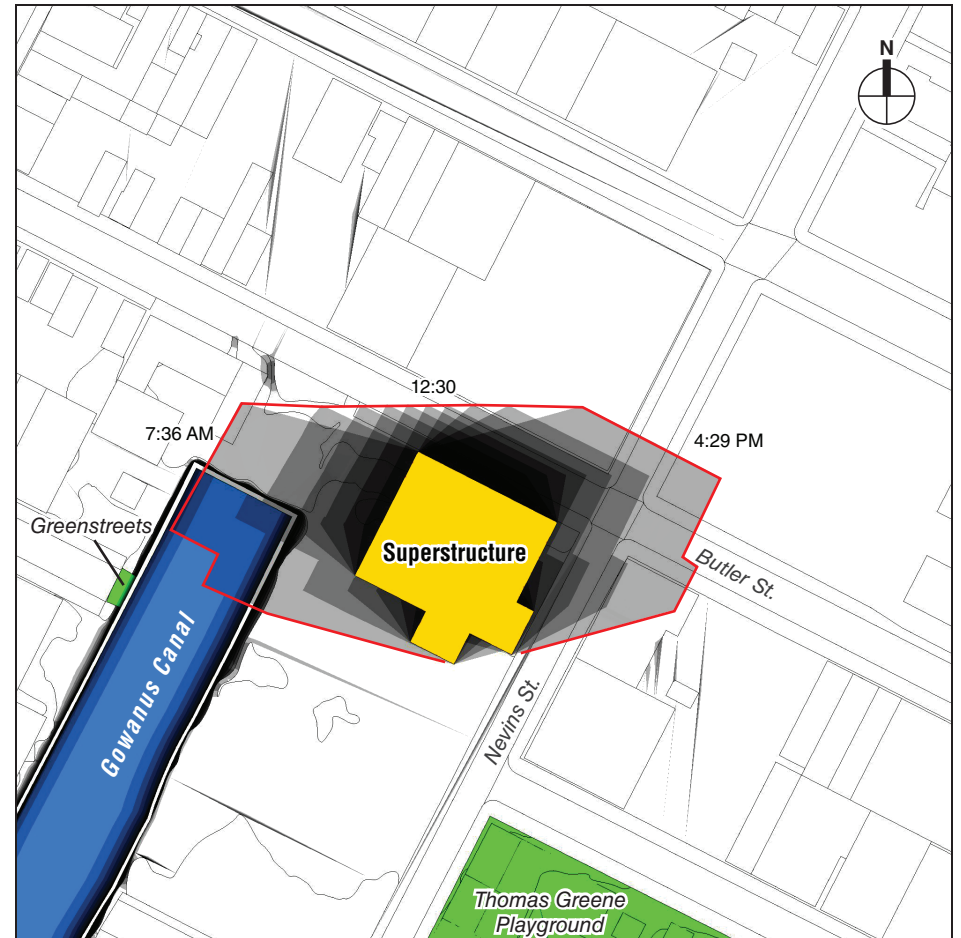 N
12:30
7:36 AM
4:29 PM
Greenstreets
Superstructure
Butler St.
Gowanus Canal
Nevins St.
Thomas Greene
Playground